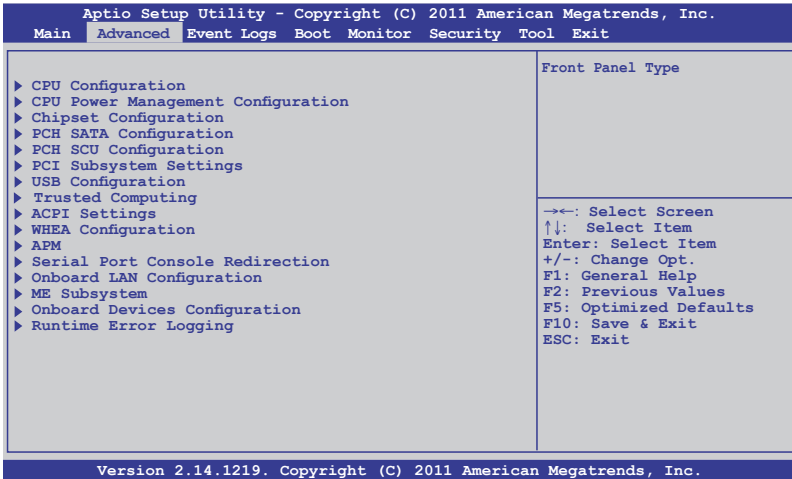 Aptio Setup Utility - Copyright (C) 2011 American Megatrends, Inc.
Main Advanced Event Logs Boot Monitor Security Tool Exit
CPU Configuration
CPU Power Management Configuration
Chipset Configuration
PCH SATA Configuration
PCH SCU Configuration
PCI Subsystem Settings
USB Configuration
Trusted Computing
ACPI Settings
WHEA Configuration
APM
Serial Port Console Redirection
Onboard LAN Configuration
ME Subsystem
Onboard Devices Configuration
Runtime Error Logging
Front Panel Type
→←: Select Screen
↑↓: Select Item
Enter: Select Item
+/-: Change Opt.
F1: General Help
F2: Previous Values
F5: Optimized Defaults
F10: Save & Exit
ESC: Exit
Version 2.14.1219. Copyright (C) 2011 American Megatrends, Inc.